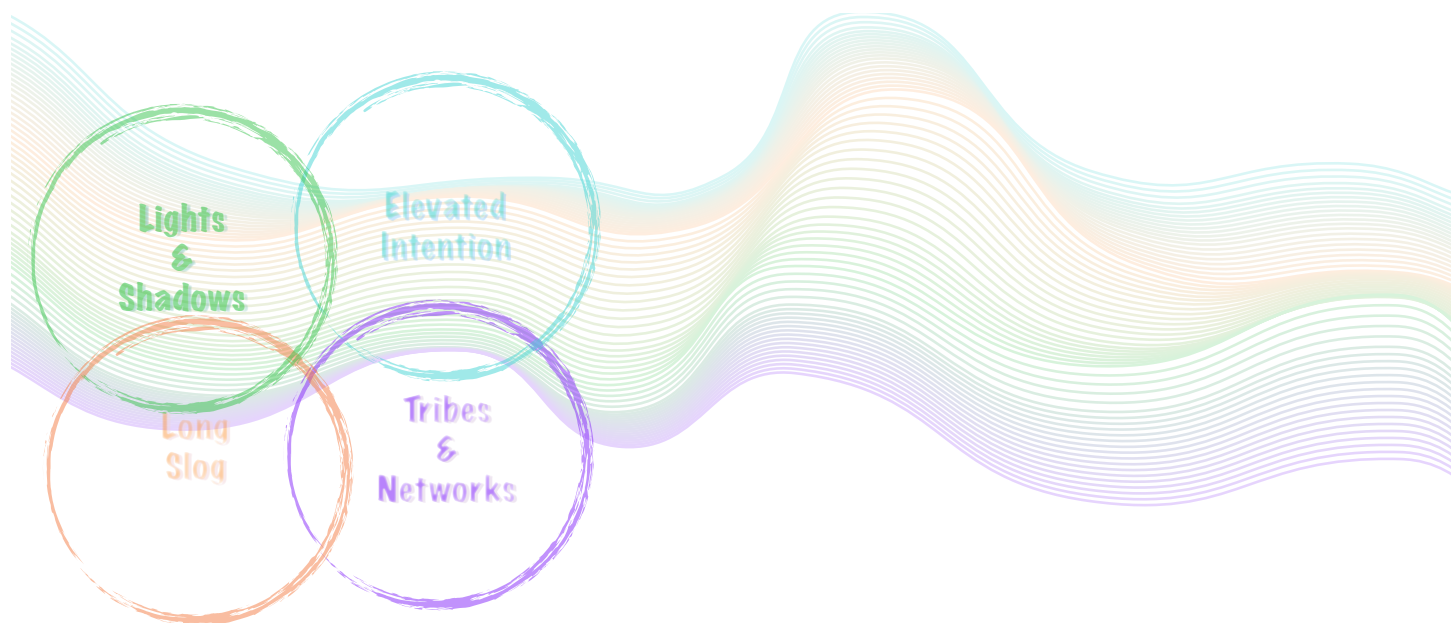 Lights
&
Shadows
Elevated
Intention
Long
Slog
Tribes
&
Networks